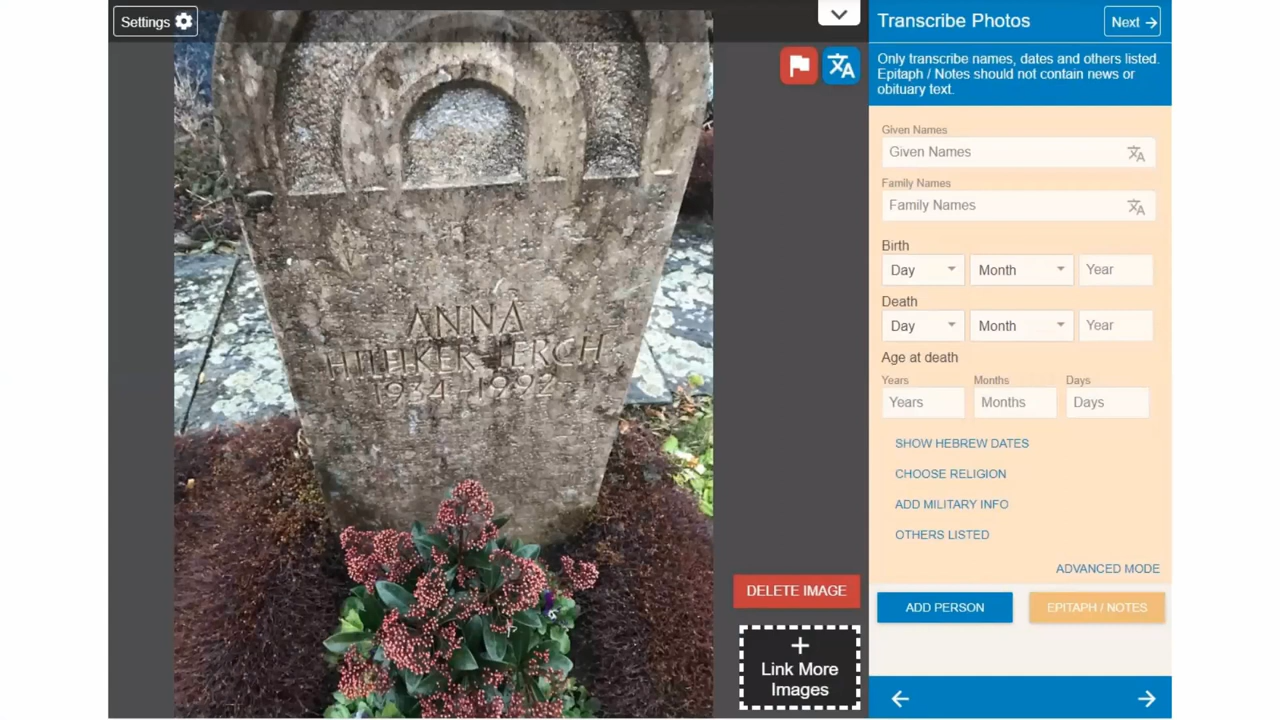 Settings
Transcribe Photos
Next
Only transcribe names, dates and others listed.
Epitaph / Notes should not contain news or
obituary text.
Given Names
Given Names
Family Names
Family Names
Birth
Day
Month
Year
Death
Day
Month
Year
Age at death
Years
Months
Days
Years
Months
Days
SHOW HEBREW DATES
CHOOSE RELIGION
ADD MILITARY INFO
OTHERS LISTED
ADVANCED MODE
ADD PERSON
EPITAPH / NOTES
DELETE IMAGE
Link More
Images
ANNA
HILFIKER-LERCH
1934-1992